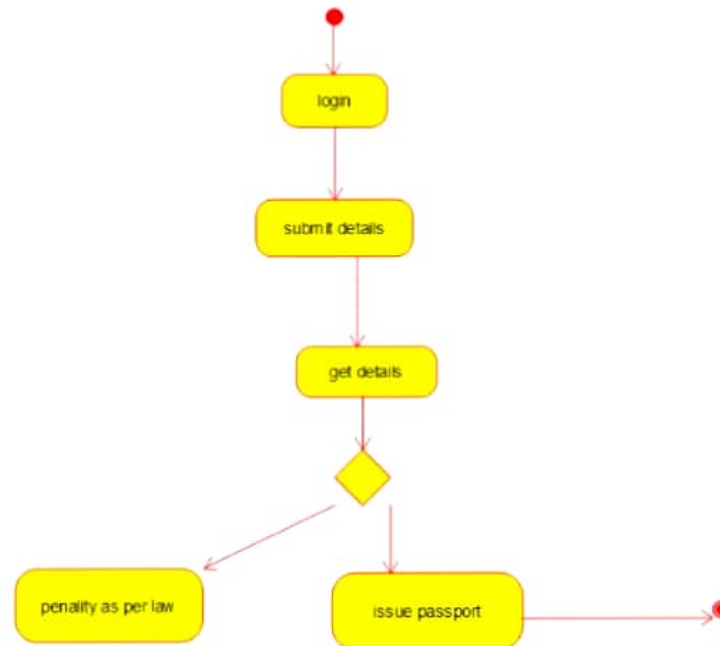 login
submit details
get details
penality as per law
issue passport